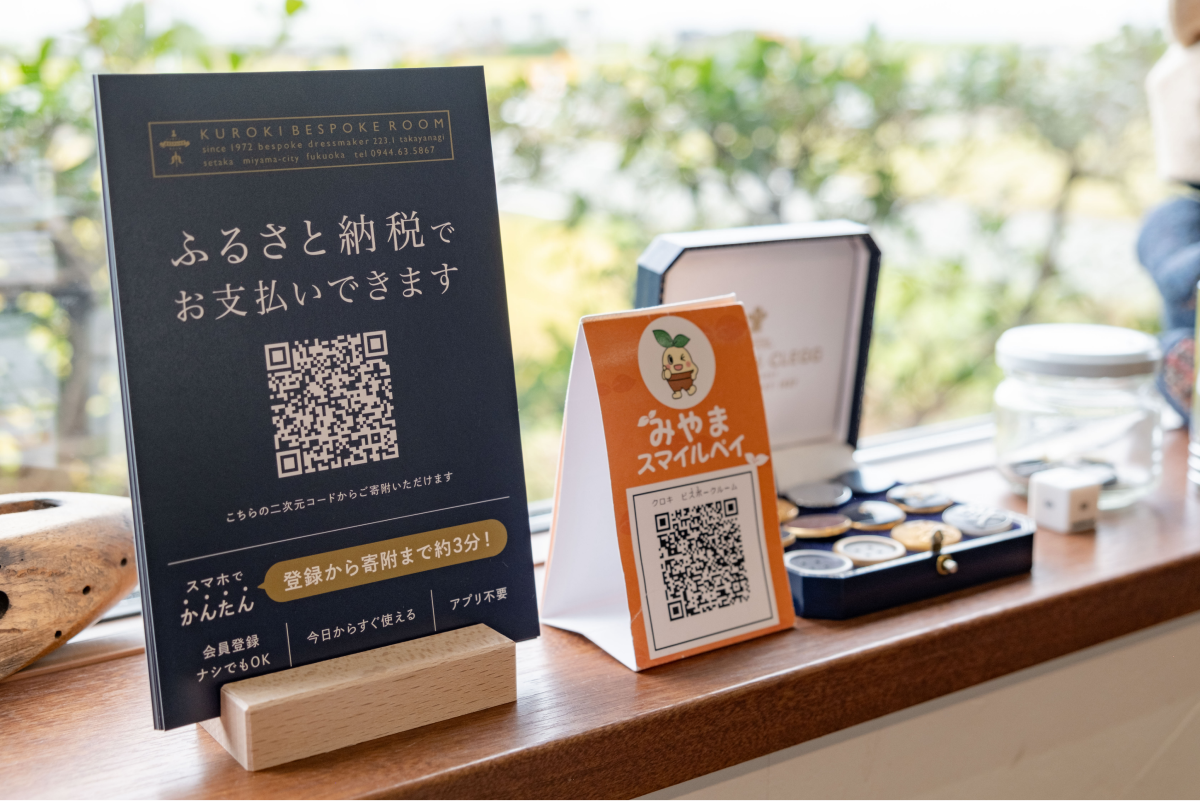 KUROKI BESPOKE ROOM
since 1972 bespoke dressmaker 223.1 takayanagi
setaka miyama-city fukuoka tel 0944.63 5867
ふるさと納税で
お支払いできます
こちらの二次元コードからご寄附いただけます
スマホで
かんたん
登録から寄附まで約3分!
会員登録
ナシでもOK
今日からすぐ使える
アプリ不要
みやま
スマイルペイ
クロキ ビスポークルーム
CLEGG